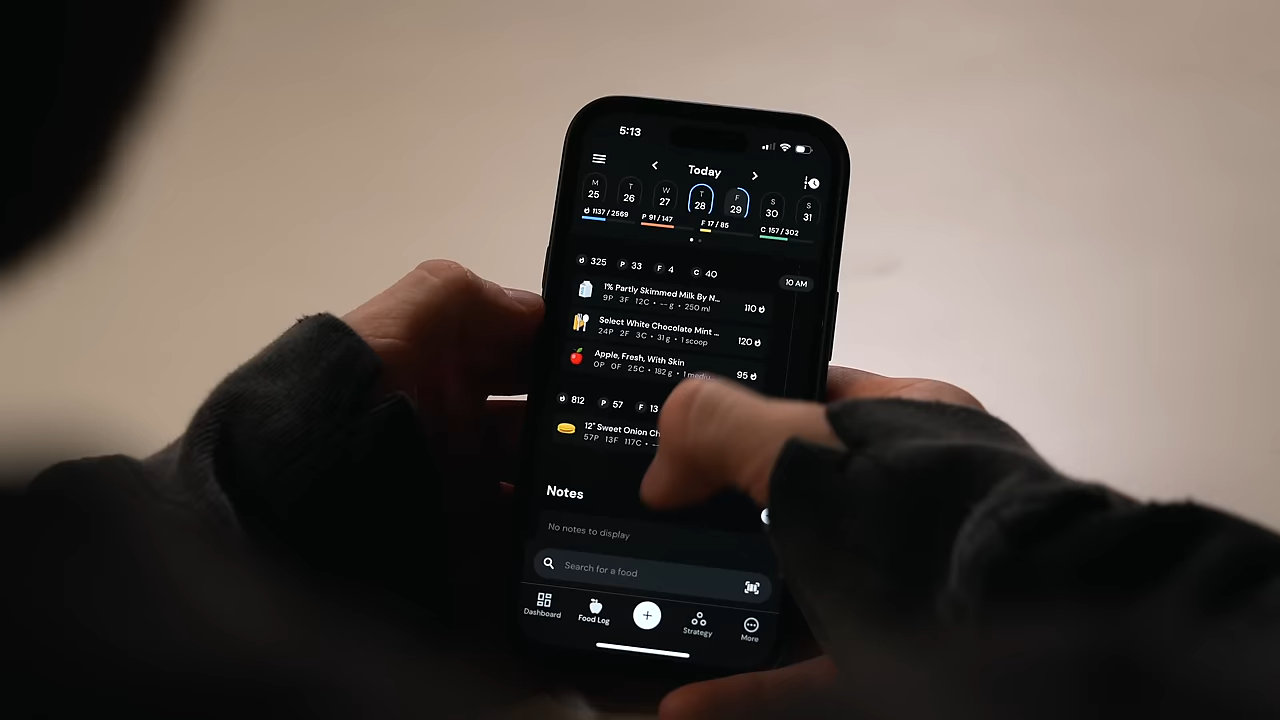 5:13
Today
M T W T F S S
25 26 27 28 29 30 31
1137 / 2569 P 91 / 147 F 17 / 85 C 157 / 302
325 P 33 F 4 C 40
10 AM
1% Partly Skimmed Milk By N...
9P 3F 12C • -- g • 250 ml
110
Select White Chocolate Mint ...
24P 2F 3C • 31g • 1 scoop
120
Apple, Fresh, With Skin
0P 0F 25C • 182 g • 1
95
812 P 57 F 13
12" Sweet Onion Ch
57P 13F 117C • --
Notes
No notes to display
Search for a food
Dashboard Food Log + Strategy More